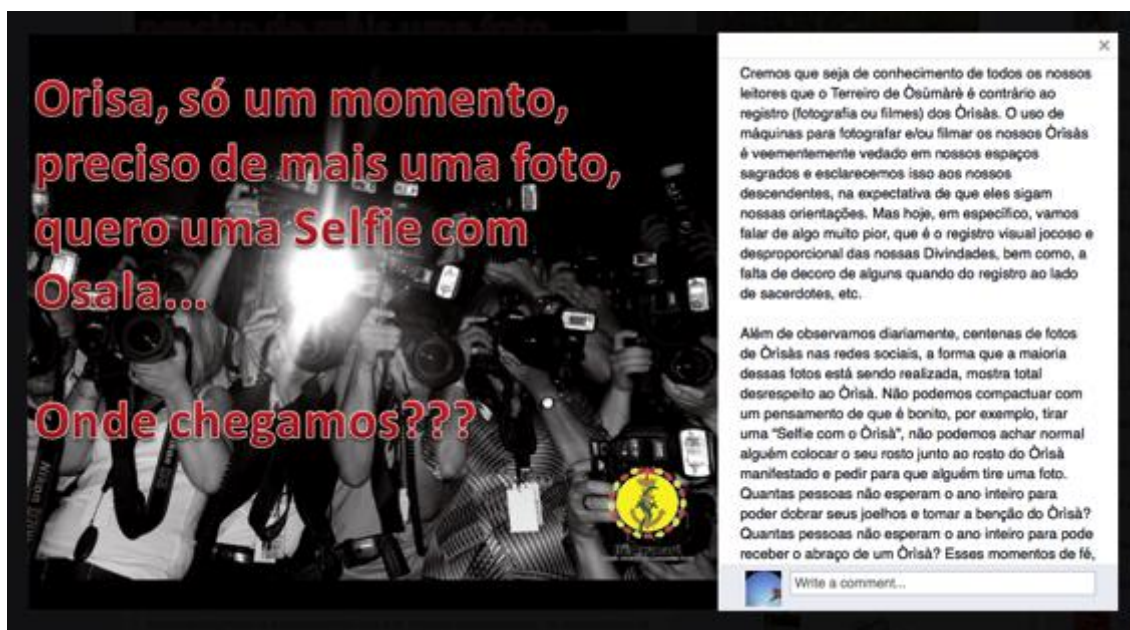 Orisa, só um momento,
preciso de mais uma foto,
quero uma Selfie com
Osala...
Onde chegamos???
Cremos que seja de conhecimento de todos os nossos
leitores que o Terreiro de Òsùmàrè é contrário ao
registro (fotografia ou filmes) dos Òrìsàs. O uso de
máquinas para fotografar e/ou filmar os nossos Òrìsàs
é veementemente vedado em nossos espaços
sagrados e esclarecemos isso aos nossos
descendentes, na expectativa de que eles sigam
nossas orientações. Mas hoje, em específico, vamos
falar de algo muito pior, que é o registro visual jocoso e
desproporcional das nossas Divindades, bem como, a
falta de decoro de alguns quando do registro ao lado
de sacerdotes, etc.
Além de observamos diariamente, centenas de fotos
de Òrìsàs nas redes sociais, a forma que a maioria
dessas fotos está sendo realizada, mostra total
desrespeito ao Òrìsà. Não podemos compactuar com
um pensamento de que é bonito, por exemplo, tirar
uma "Selfie com o Òrìsà", não podemos achar normal
alguém colocar o seu rosto junto ao rosto do Òrìsà
manifestado e pedir para que alguém tire uma foto.
Quantas pessoas não esperam o ano inteiro para
poder dobrar seus joelhos e tomar a benção do Òrìsà?
Quantas pessoas não esperam o ano inteiro para pode
receber o abraço de um Òrìsà? Esses momentos de fé,
Write a comment...